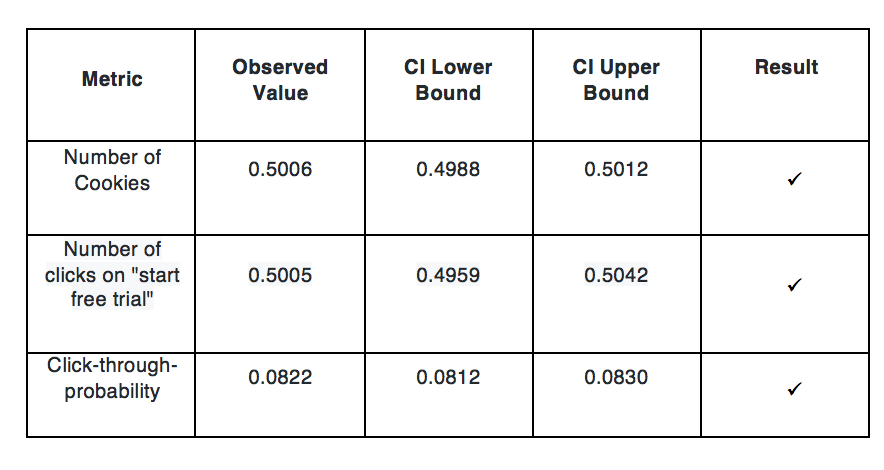 Metric
Observed
Value
CI Lower
Bound
CI Upper
Bound
Result
Number of
Cookies
0.5006
0.4988
0.5012
✓
Number of
clicks on "start
free trial"
0.5005
0.4959
0.5042
✓
Click-through-
probability
0.0822
0.0812
0.0830
✓